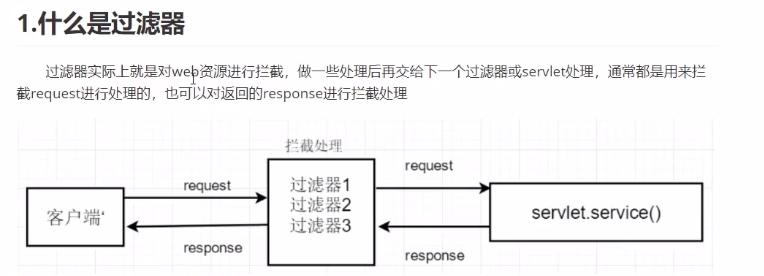 1.什么是过滤器
过滤器实际上就是对web资源进行拦截，做一些处理后再交给下一个过滤器或servlet处理，通常都是用来拦
截request进行处理的，也可以对返回的response进行拦截处理
拦截处理
request
request
过滤器1
过滤器2
过滤器3
客户端‘
servlet.service()
response
response